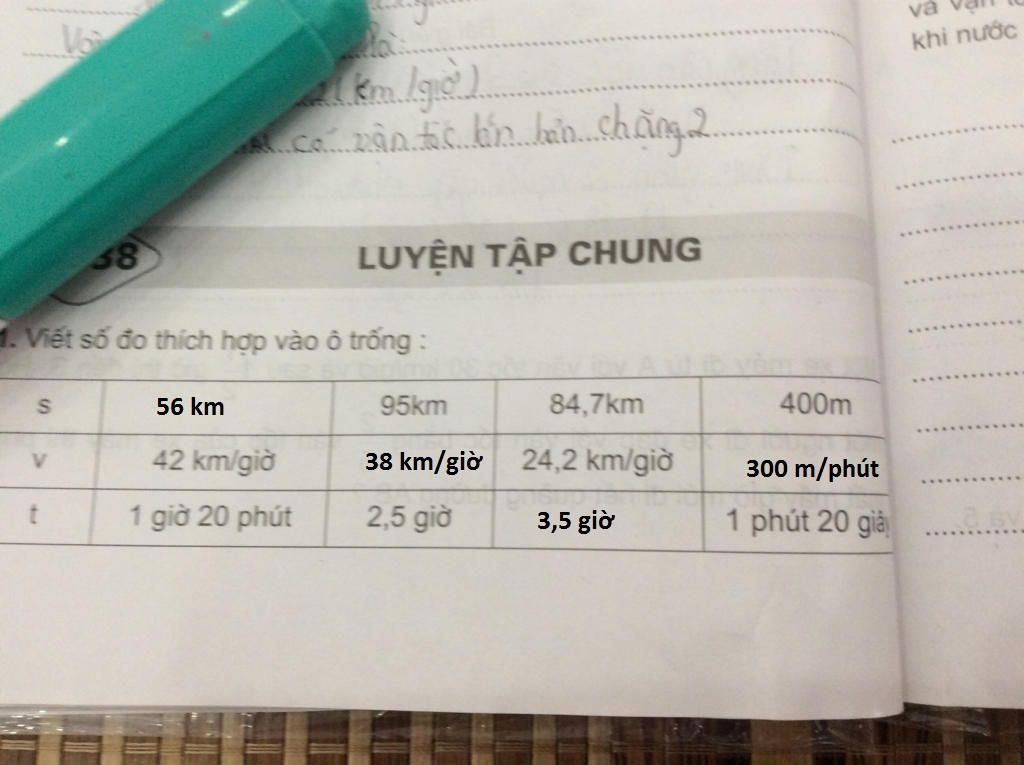 và vận
khi nước
(km/giờ)
có vận tốc lớn hơn chặng 2
38
LUYỆN TẬP CHUNG
1. Viết số đo thích hợp vào ô trống :
s 56 km 95km 84,7km 400m
v 42 km/giờ 38 km/giờ 24,2 km/giờ 300 m/phút
t 1 giờ 20 phút 2,5 giờ 3,5 giờ 1 phút 20 giây